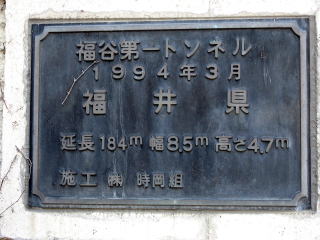 福谷第一トンネル
1994年3月
福井県
延長184m 幅8.5m 高さ4.7m
施工 ㈱ 時岡組